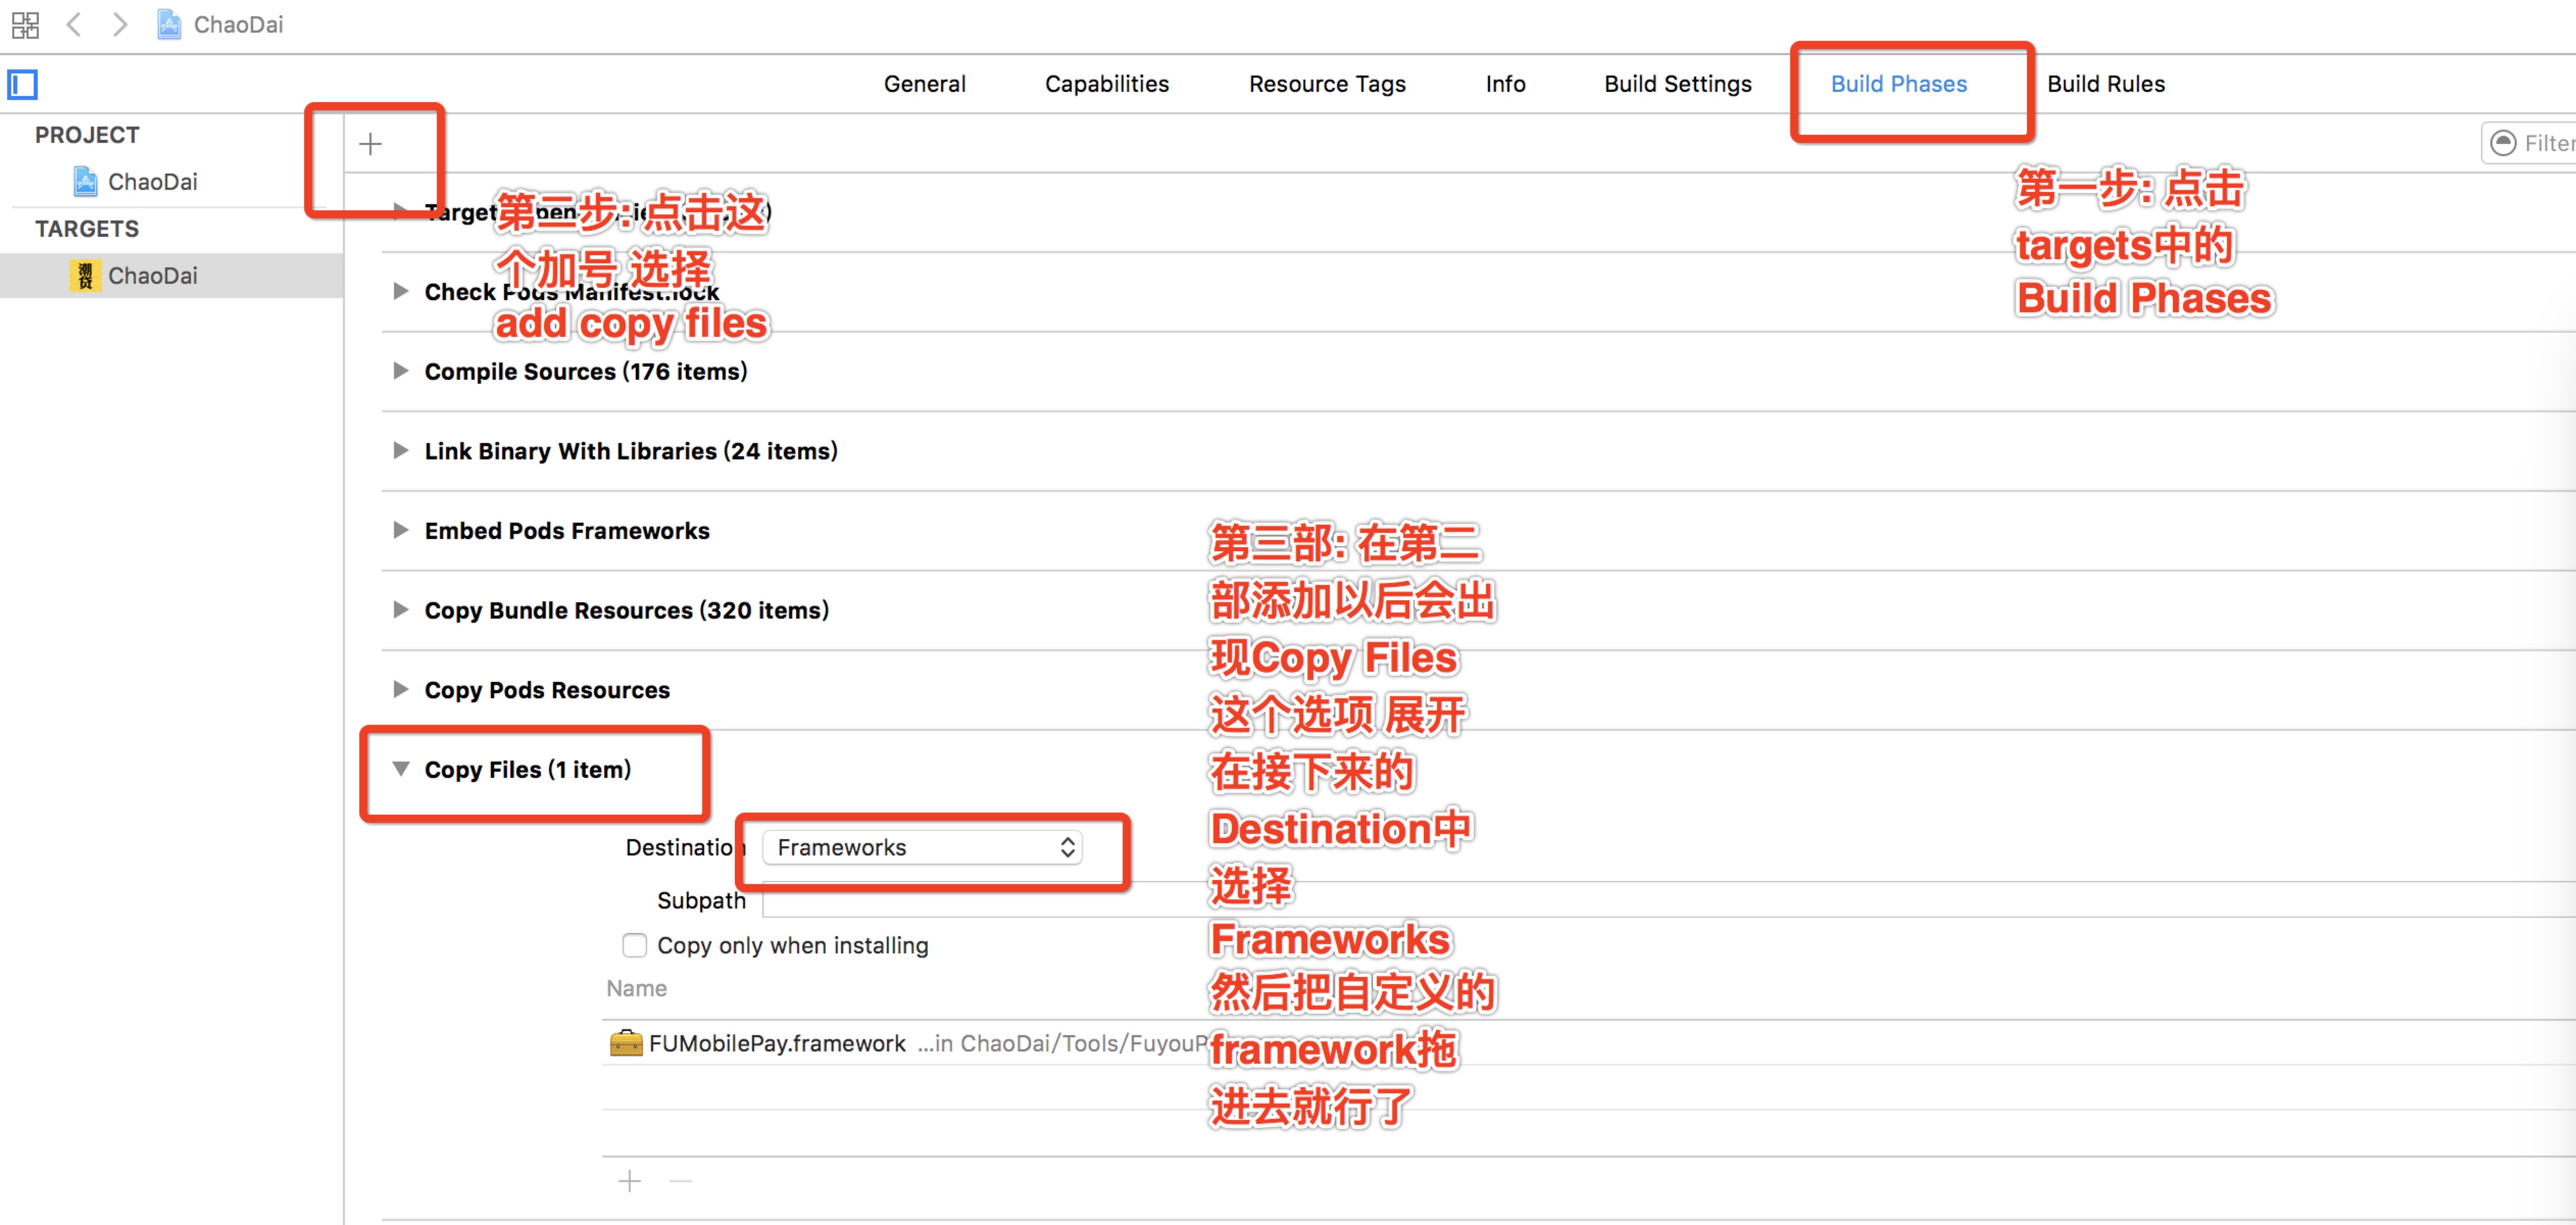 ChaoDai
General Capabilities Resource Tags Info Build Settings Build Phases Build Rules
PROJECT
ChaoDai
TARGETS
潮贷 ChaoDai
Filter
第一步: 点击
targets中的
Build Phases
Target
第二步: 点击这
个加号 选择
add copy files
Check Pods Manifest.lock
Compile Sources (176 items)
Link Binary With Libraries (24 items)
Embed Pods Frameworks
Copy Bundle Resources (320 items)
Copy Pods Resources
Copy Files (1 item)
Destination Frameworks
Subpath
Copy only when installing
Name
FUMobilePay.framework ...in ChaoDai/Tools/FuyouP
第三部: 在第二
部添加以后会出
现Copy Files
这个选项 展开
在接下来的
Destination中
选择
Frameworks
然后把自定义的
framework拖
进去就行了